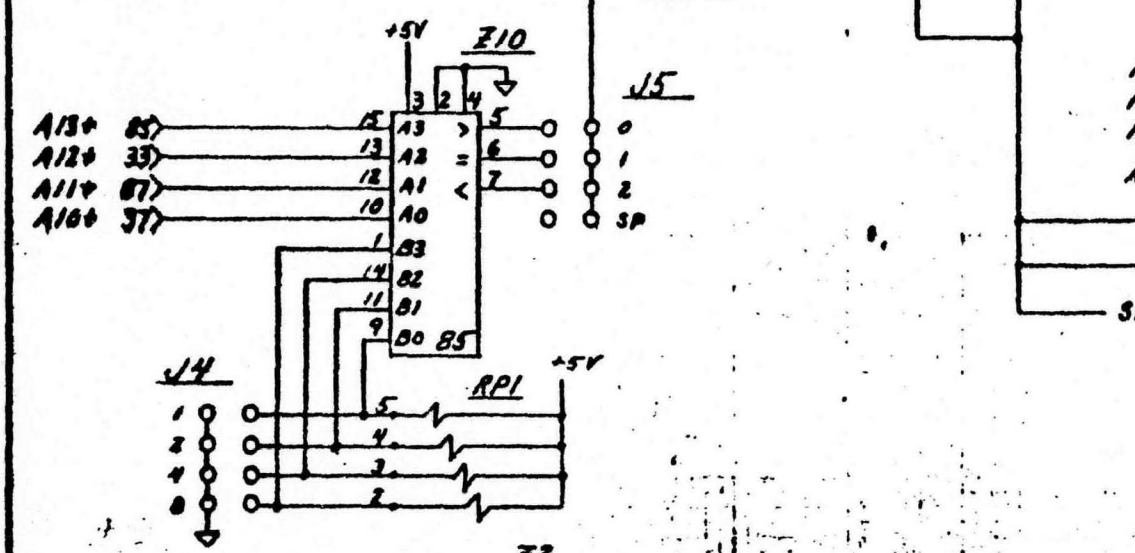 +5V
Z10
J5
3 2 4
A13+ 85 15 A3 > 5 0
A12+ 33 13 A2 = 6 1
A11+ 87 12 A1 < 7 2
A10+ 37 10 A0 SP
1 B3
14 B2
11 B1
9 B0 85
+5V
J4
RP1
1 5
2 4
4 3
8 2